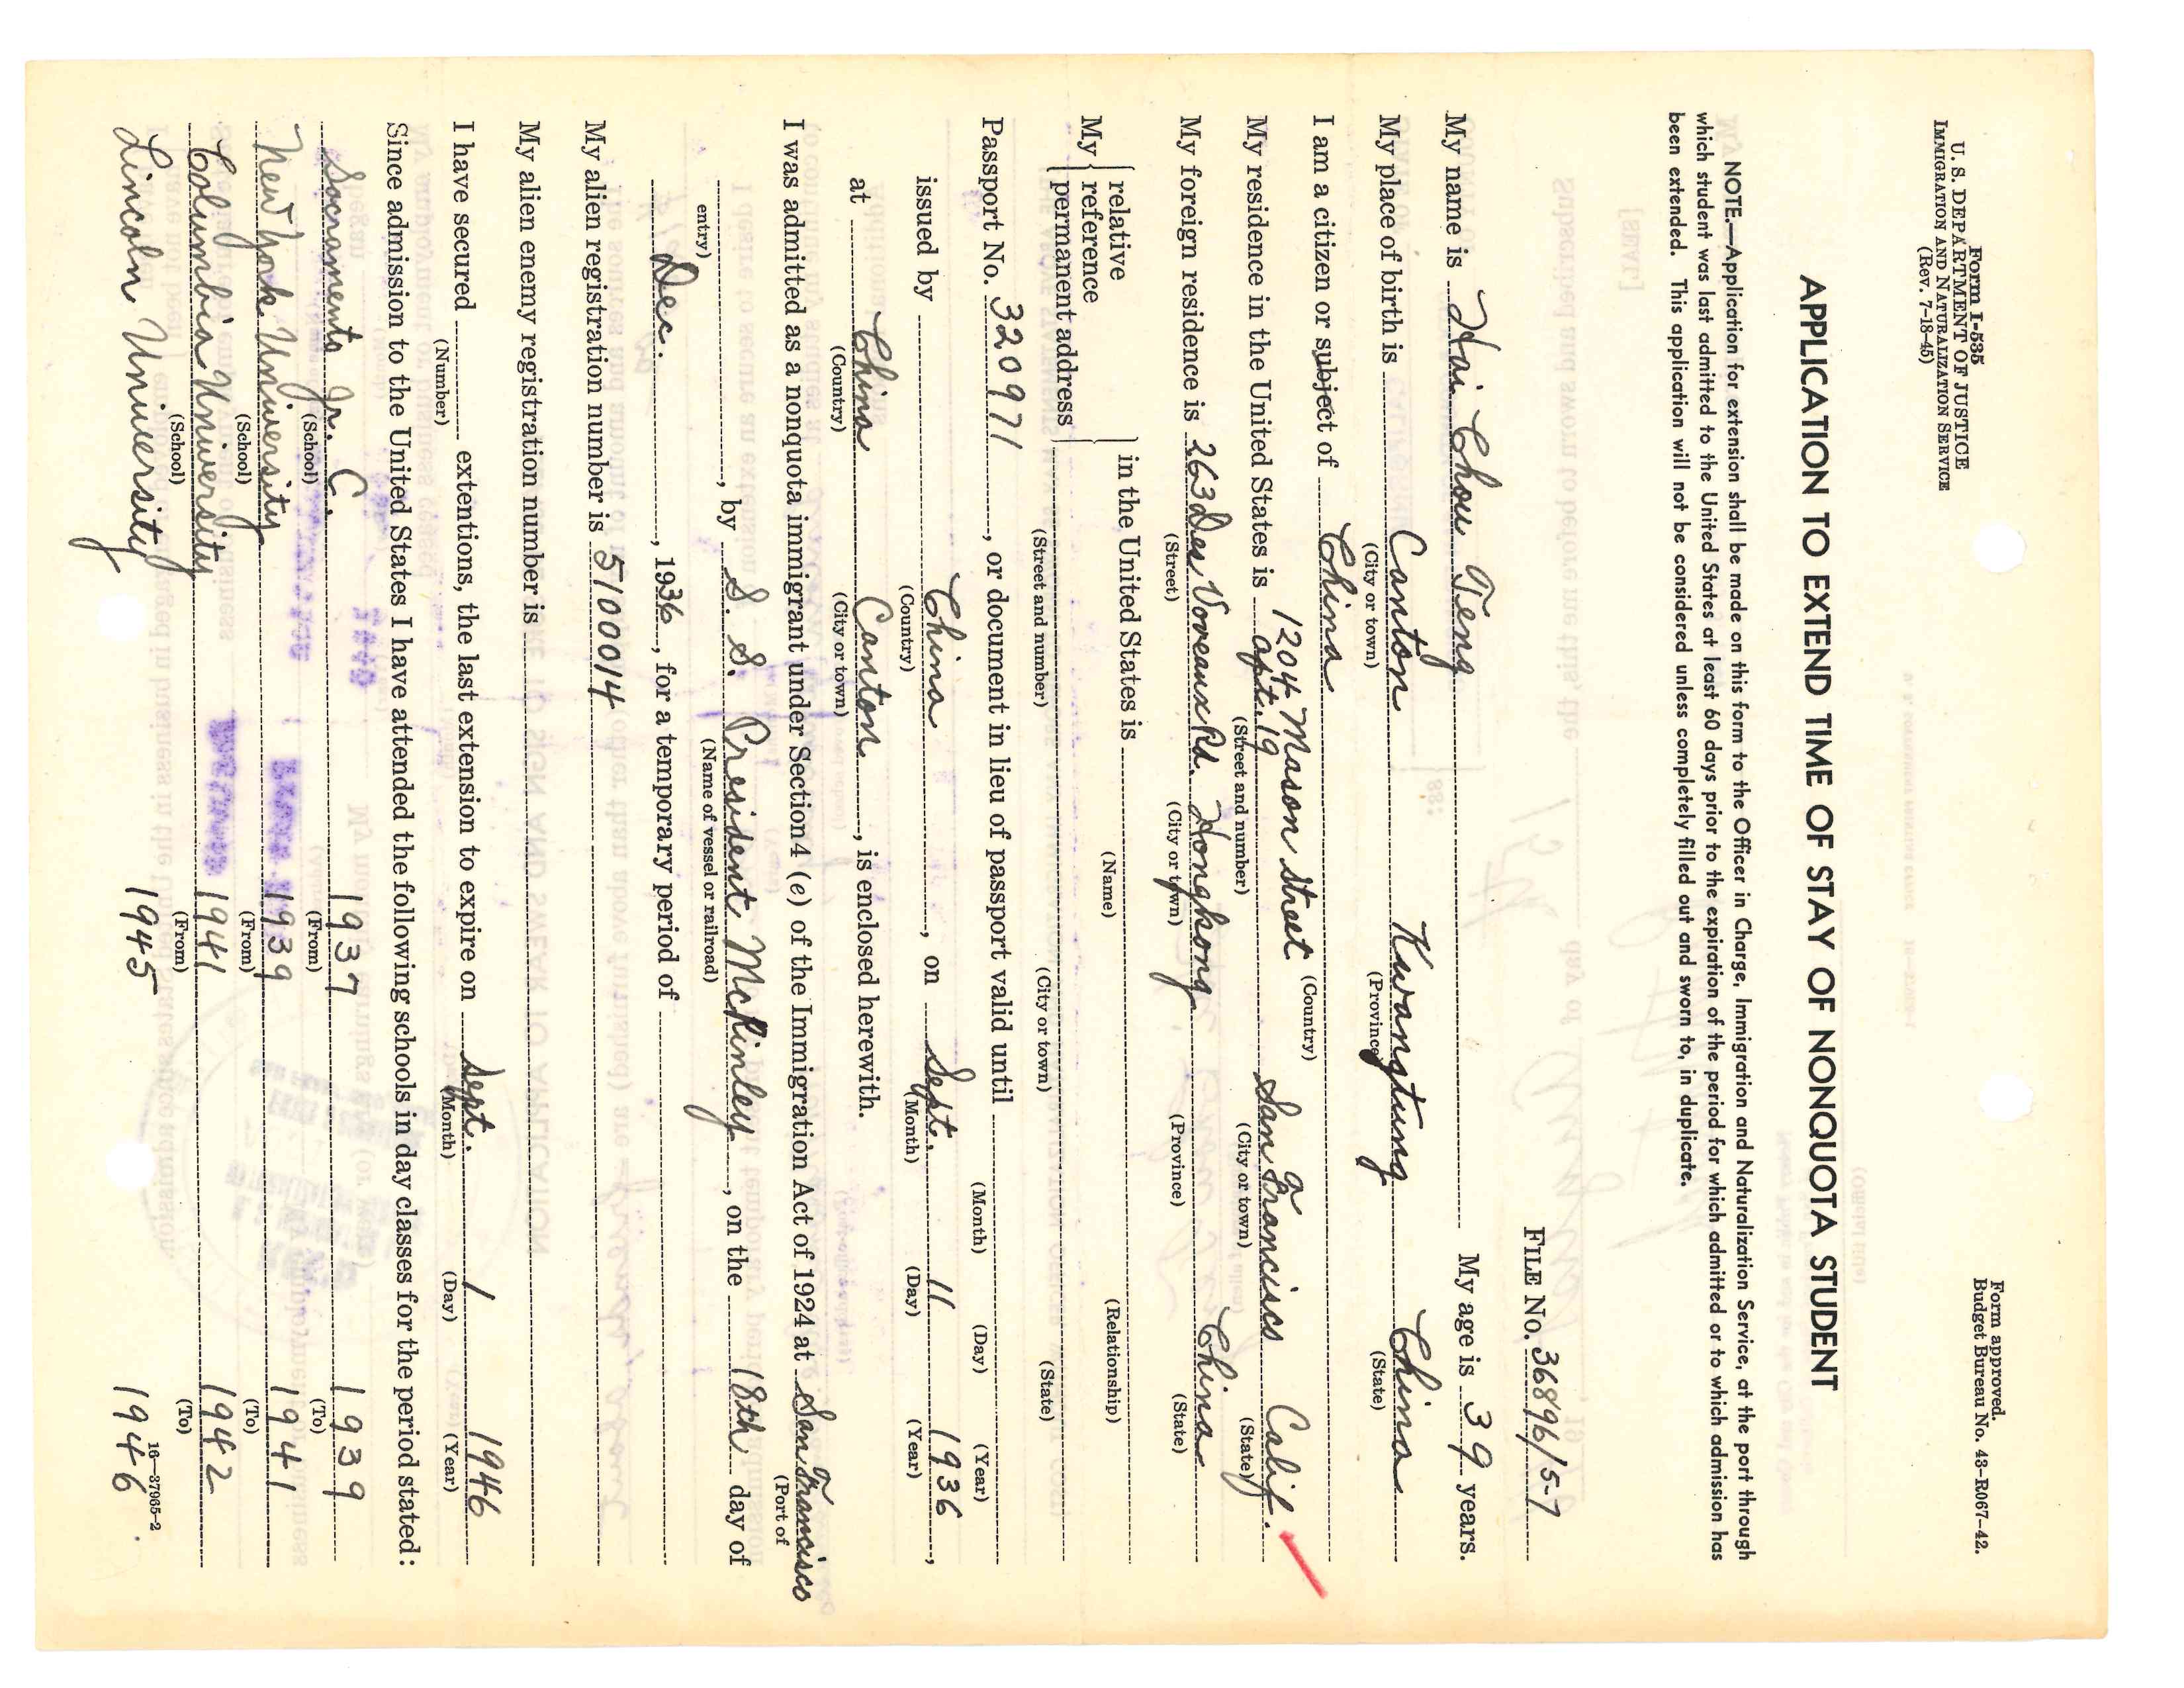 Form I-535
U. S. DEPARTMENT OF JUSTICE
IMMIGRATION AND NATURALIZATION SERVICE
(Rev. 7-18-45)
Form approved.
Budget Bureau No. 43-R067-42.
APPLICATION TO EXTEND TIME OF STAY OF NONQUOTA STUDENT
NOTE.—Application for extension shall be made on this form to the Officer in Charge, Immigration and Naturalization Service, at the port through
which student was last admitted to the United States at least 60 days prior to the expiration of the period for which admitted or to which admission has
been extended. This application will not be considered unless completely filled out and sworn to, in duplicate.
FILE No. 36896/5-7
My name is Hai Chou Teng My age is 39 years.
My place of birth is Canton Kwangtung China
(City or town) (Province) (State)
I am a citizen or subject of China
(Country)
1204 Mason Street
My residence in the United States is apt. 19 San Francisco Calif.
(Street and number) (City or town) (State)
My foreign residence is 263 Des Voveaux Rd. Hongkong China
(Street) (City or town) (Province) (State)
My relative reference permanent address in the United States is
(Name) (Relationship)
(Street and number) (City or town) (State)
Passport No. 320971, or document in lieu of passport valid until
(Month) (Day) (Year)
issued by China, on Sept. 11 1936,
(Country) (Month) (Day) (Year)
at China Canton, is enclosed herewith.
(Country) (City or town)
I was admitted as a nonquota immigrant under Section 4 (e) of the Immigration Act of 1924 at San Francisco
(Port of
, by S. S. President McKinley, on the 18th day of
entry) (Name of vessel or railroad)
Dec., 1936, for a temporary period of
My alien registration number is 5100014
My alien enemy registration number is
I have secured extentions, the last extension to expire on Sept. 1 1946
(Number) (Month) (Day) (Year)
Since admission to the United States I have attended the following schools in day classes for the period stated:
Sacramento Jr. C. 1937 1939
(School) (From) (To)
New York University 1939 1941
(School) (From) (To)
Columbia University 1941 1942
(School) (From) (To)
16—37965-2
Lincoln University 1945 1946